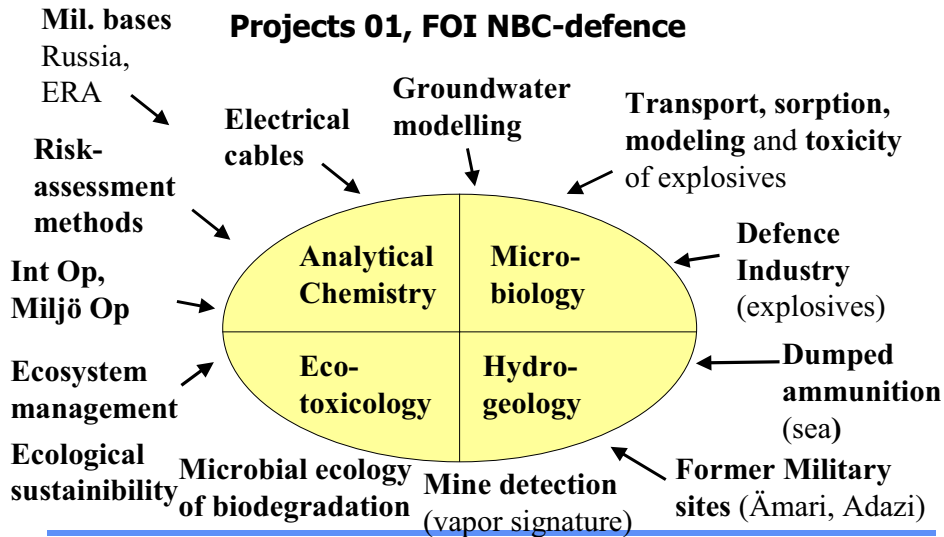 Projects 01, FOI NBC-defence
Mil. bases
Russia,
ERA
Electrical
cables
Groundwater
modelling
Transport, sorption,
modeling and toxicity
of explosives
Risk-
assessment
methods
Defence
Industry
(explosives)
Int Op,
Miljö Op
Analytical
Chemistry
Micro-
biology
Eco-
toxicology
Hydro-
geology
Dumped
ammunition
(sea)
Ecosystem
management
Ecological
sustainibility
Microbial ecology
of biodegradation
Mine detection
(vapor signature)
Former Military
sites (Ämari, Adazi)